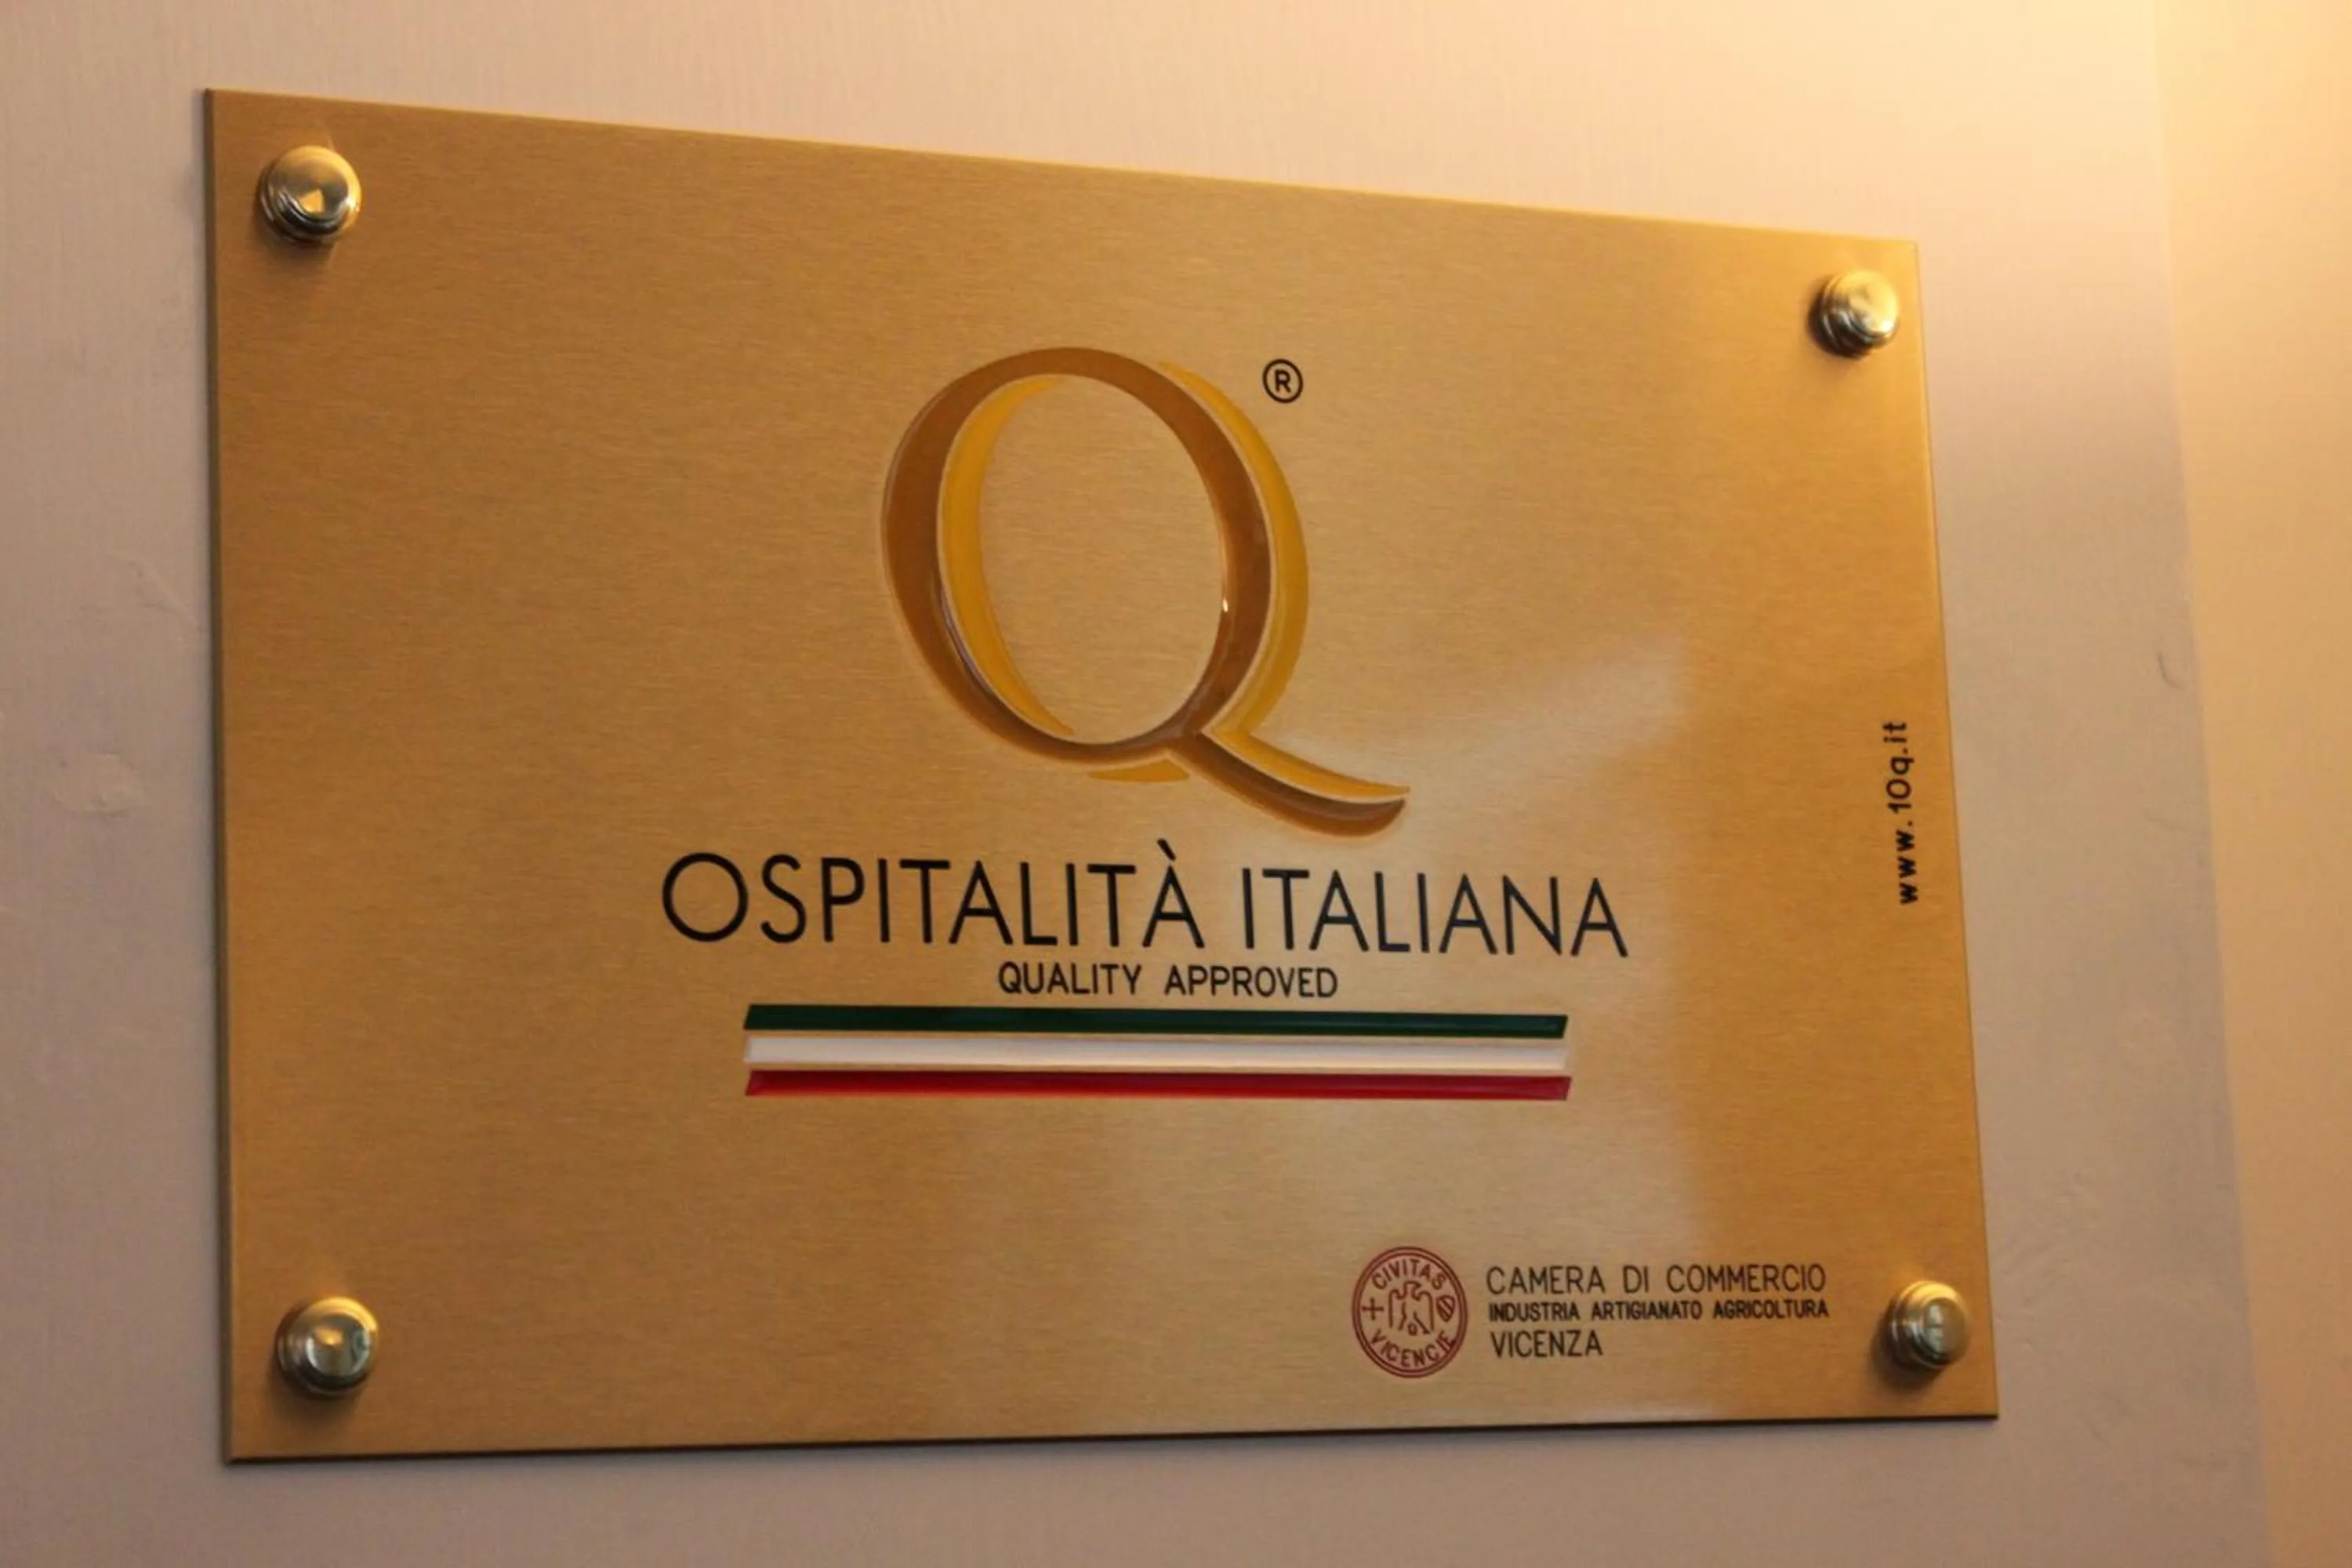 Q ®
OSPITALITÀ ITALIANA
QUALITY APPROVED
www.10q.it
CIVITAS
VICENCIE
CAMERA DI COMMERCIO
INDUSTRIA ARTIGIANATO AGRICOLTURA
VICENZA